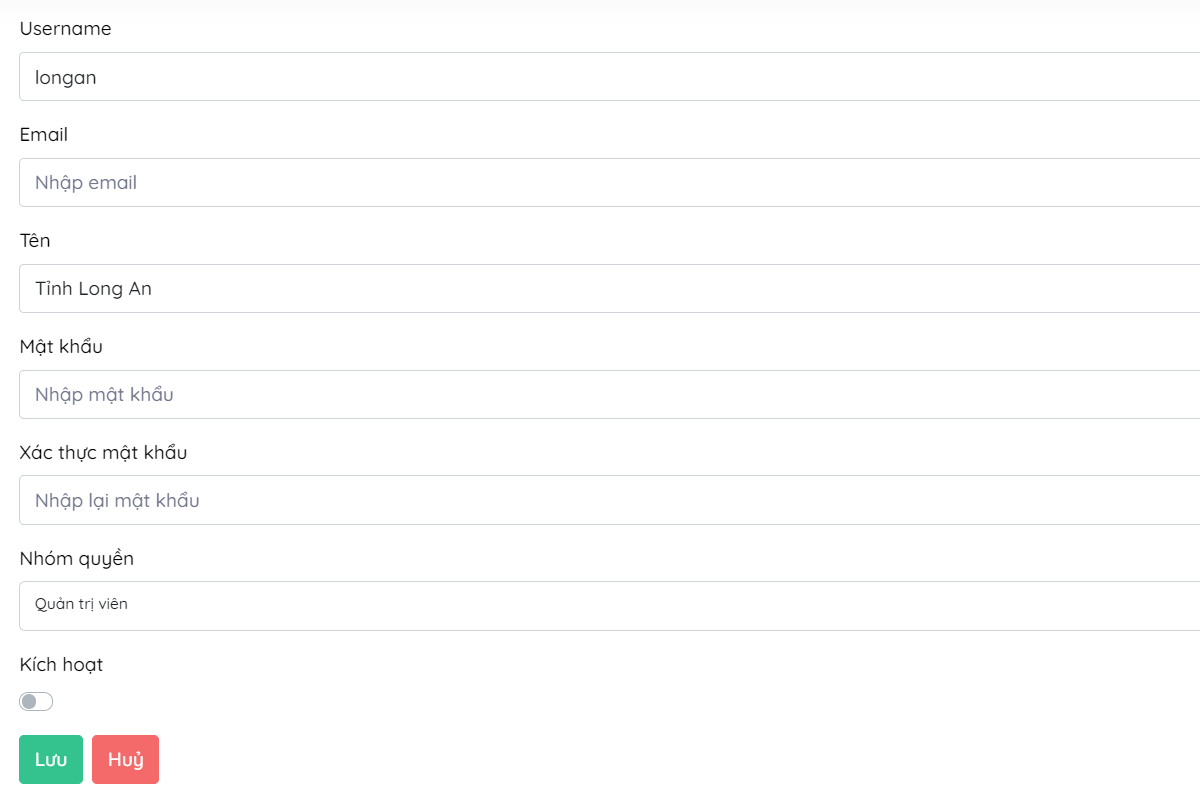 Username
longan
Email
Nhập email
Tên
Tỉnh Long An
Mật khẩu
Nhập mật khẩu
Xác thực mật khẩu
Nhập lại mật khẩu
Nhóm quyền
Quản trị viên
Kích hoạt
Lưu Huỷ